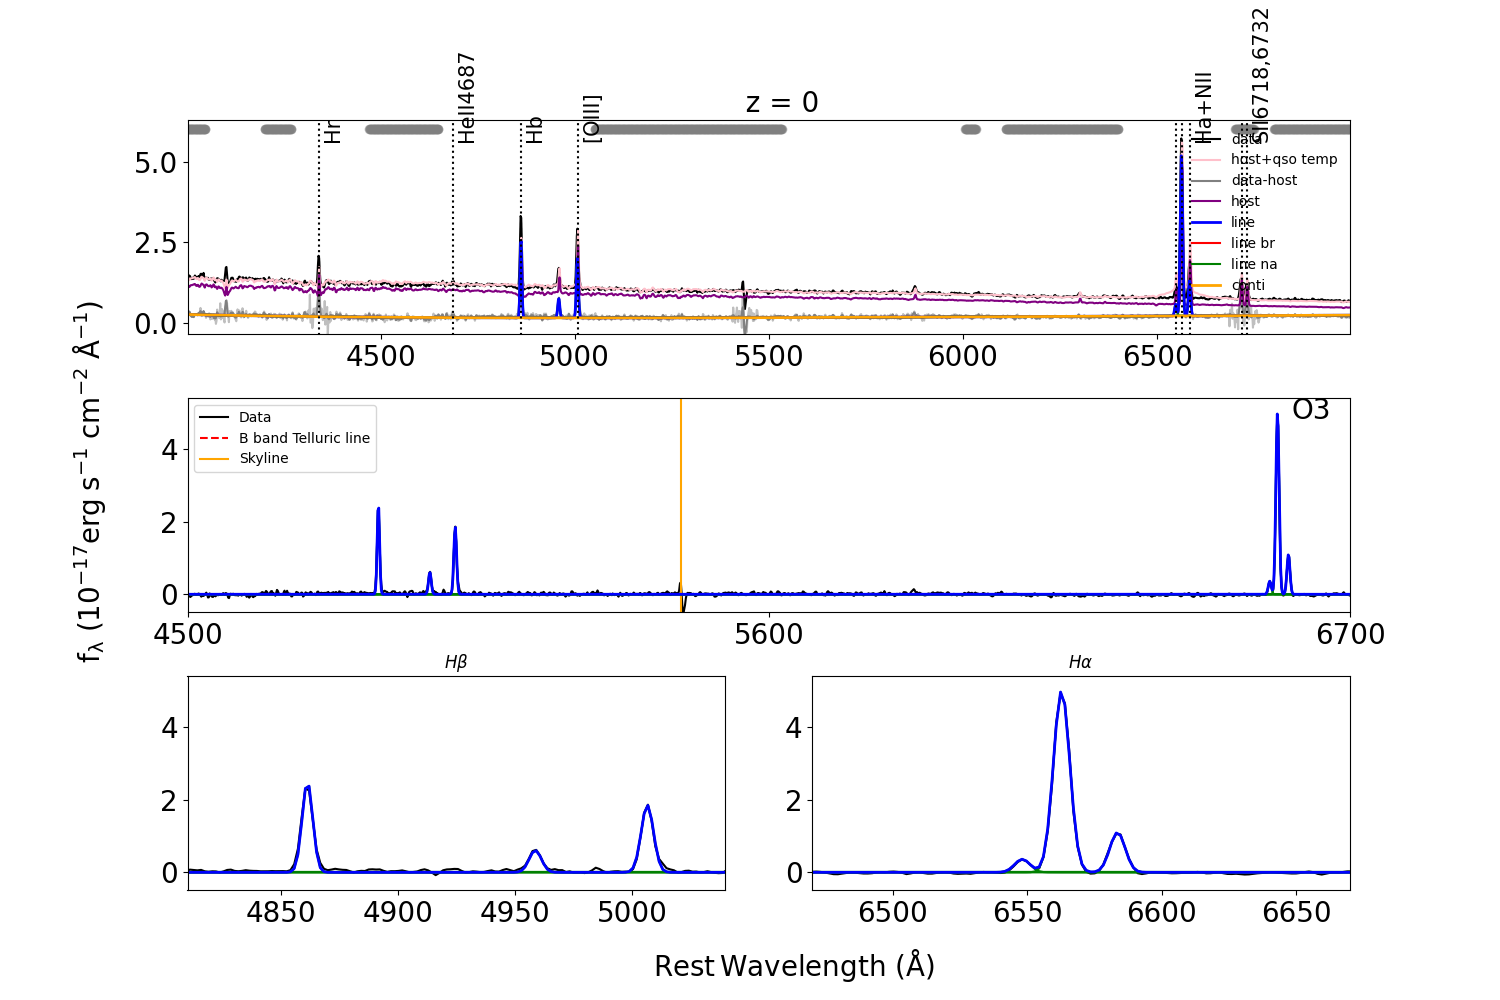 z = 0
Hr
HeII4687
Hb
[OIII]
Ha+NII
SII6718,6732
data
host+qso temp
data-host
host
line
line br
line na
conti
5.0
2.5
0.0
4500
5000
5500
6000
6500
O3
Data
B band Telluric line
Skyline
4
2
0
4500
5600
6700
fλ (10⁻¹⁷erg s⁻¹ cm⁻² Å⁻¹)
Hβ
4
2
0
4850
4900
4950
5000
Hα
4
2
0
6500
6550
6600
6650
Rest Wavelength (Å)